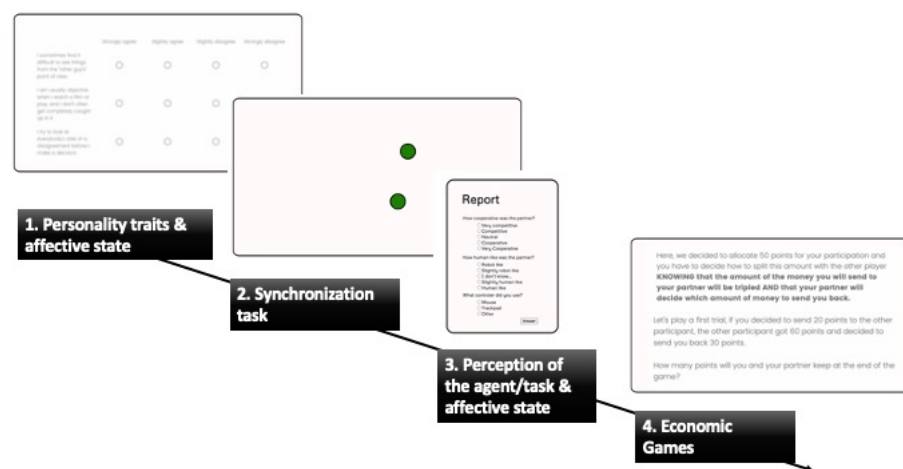 Strongly agree Slightly agree Slightly disagree Strongly disagree
I sometimes find it
difficult to see things
from the "other guys'"
point of view
I am usually objective
when I watch a film or
play, and I don't often
get completely caught
up in it
I try to look at
everybody's side of a
disagreement before I
make a decision
1. Personality traits &
affective state
2. Synchronization
task
Report
How cooperative was the partner?
Very competitive
Competitive
Neutral
Cooperative
Very Cooperative
How human like was the partner?
Robot like
Slightly robot like
I don't know...
Slightly human like
Human like
What controler did you use?
Mouse
Trackpad
Other
Answer
3. Perception of
the agent/task &
affective state
Here, we decided to allocate 50 points for your participation and
you have to decide how to split this amount with the other player
KNOWING that the amount of the money you will send to
your partner will be tripled AND that your partner will
decide which amount of money to send you back.
Let's play a first trial, if you decided to send 20 points to the other
participant, the other participant got 60 points and decided to
send you back 30 points.
How many points will you and your partner keep at the end of the
game?
4. Economic
Games